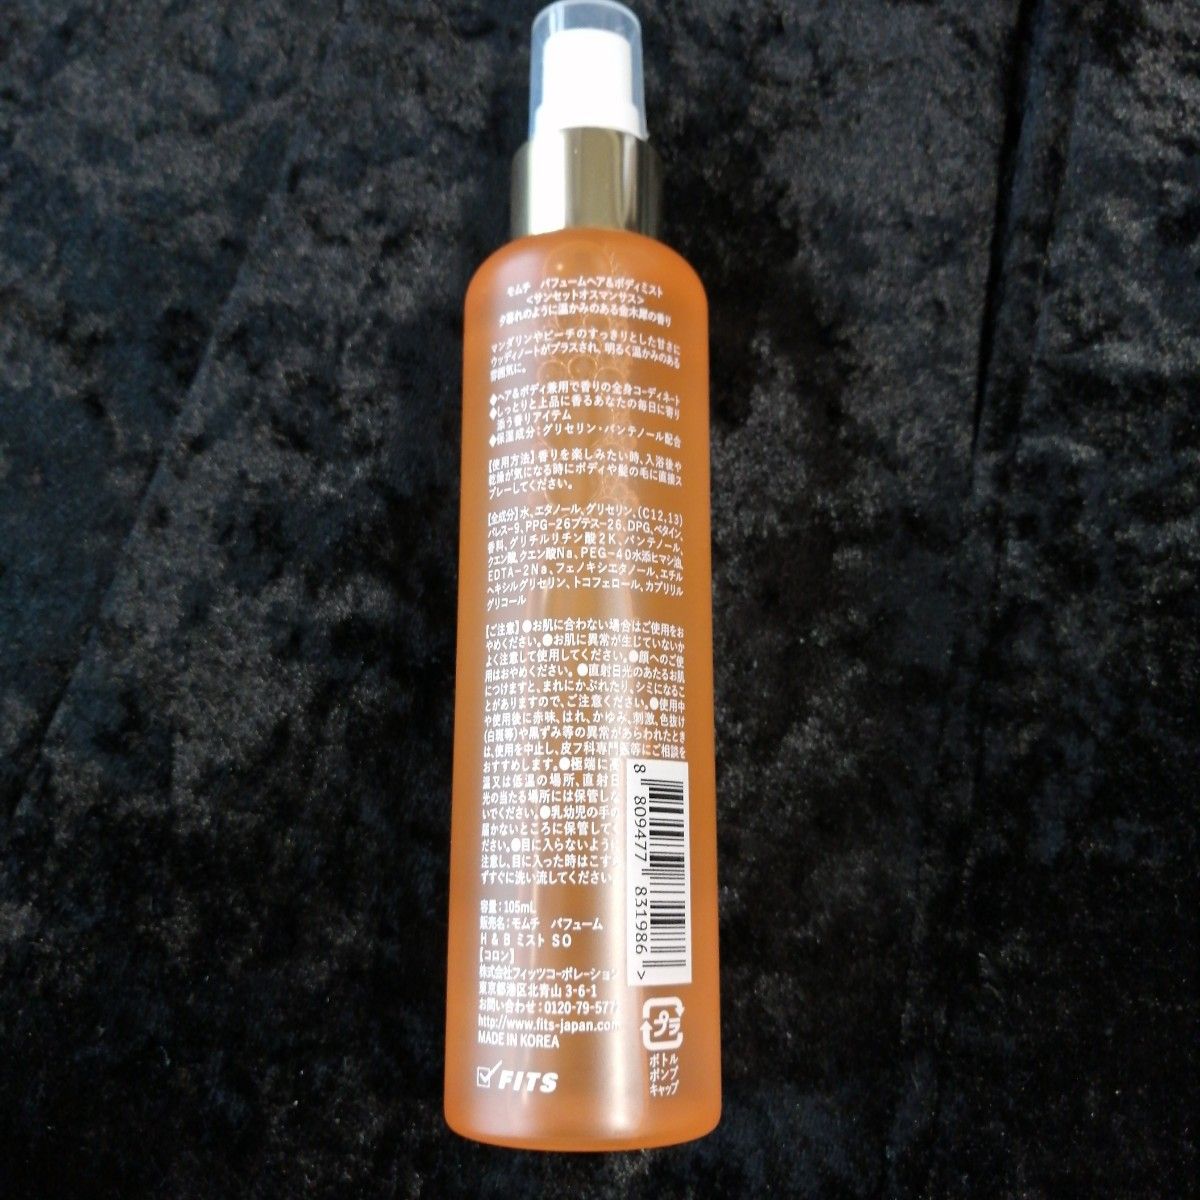 モムチ　パフュームヘア&ボディミスト
<サンセットオスマンサス>
夕暮れのように温かみのある金木犀の香り
マンダリンやピーチのすっきりとした甘さに
ウッディノートがプラスされ、明るく温かみのある
雰囲気に。
◆ヘア&ボディ兼用で香りの全身コーディネート
◆しっとりと上品に香るあなたの毎日に寄り
添う香りアイテム
◆保湿成分:グリセリン・パンテノール配合
【使用方法】香りを楽しみたい時、入浴後や
乾燥が気になる時にボディや髪の毛に直接ス
プレーしてください。
【全成分】水、エタノール、グリセリン、(C12,13)
パレス-9、PPG-26ブテス-26、DPG、ベタイン、
香料、グリチルリチン酸2K、パンテノール、
クエン酸、クエン酸Na、PEG-40水添ヒマシ油、
EDTA-2Na、フェノキシエタノール、エチル
ヘキシルグリセリン、トコフェロール、カプリリル
グリコール
【ご注意】●お肌に合わない場合はご使用をお
やめください。●お肌に異常が生じていないか
よく注意して使用してください。●顔へのご使
用はおやめください。●直射日光のあたるお肌
につけますと、まれにかぶれたり、シミになるこ
とがありますので、ご注意ください。●使用中
や使用後に赤味、はれ、かゆみ、刺激、色抜け
(白斑等)や黒ずみ等の異常があらわれたとき
は、使用を中止し、皮フ科専門医等にご相談を
おすすめします。●極端に高
温又は低温の場所、直射日
光の当たる場所には保管しな
いでください。●乳幼児の手の
届かないところに保管してく
ださい。●目に入らないように
注意し、目に入った時はこすら
ずすぐに洗い流してください。
8 809477 831986 >
容量:105mL
販売名:モムチ　パフューム
H & B ミスト SO
【コロン】
株式会社フィッツコーポレーション
東京都港区北青山 3-6-1
お問い合わせ:0120-79-577
http://www.fits-japan.com
MADE IN KOREA
FITS
プラ
ボトル
ポンプ
キャップ